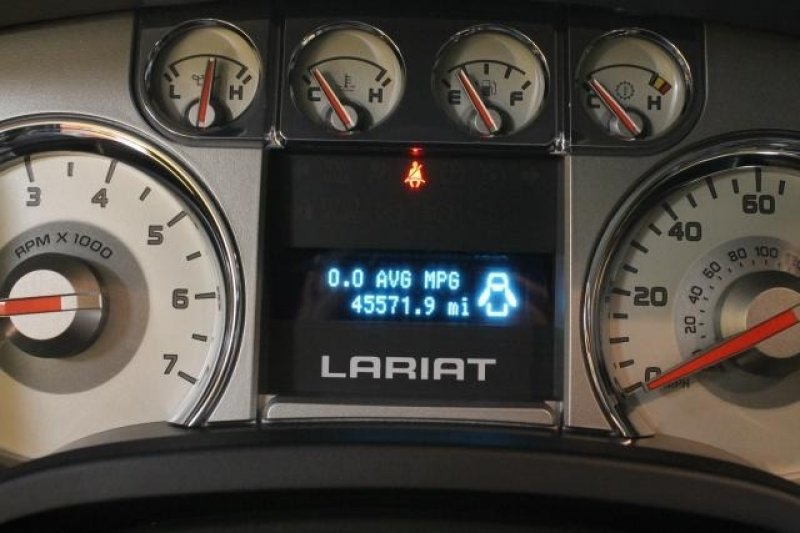 L H
C H
E F
C H
3 4 5 6 7
RPM X 1000
0.0 AVG MPG
45571.9 mi
LARIAT
0 20 40 60
20 40 60 80 100
MPH